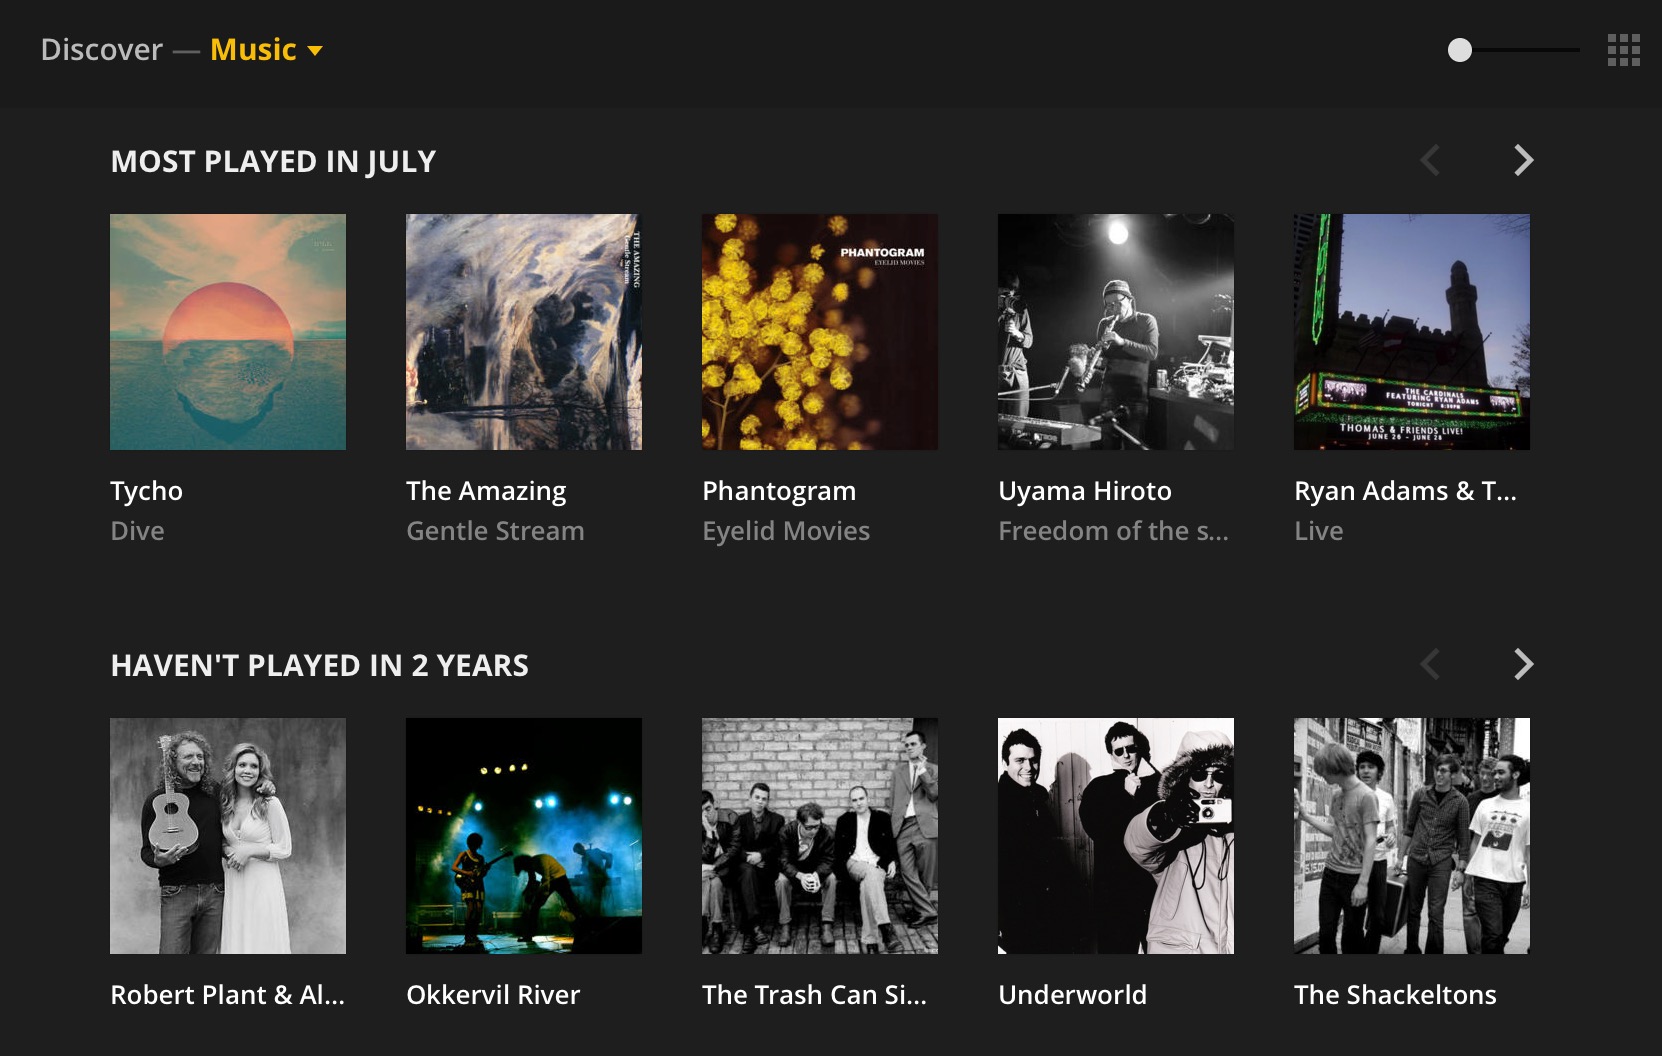 Discover — Music
MOST PLAYED IN JULY
THE AMAZING
Gentle Stream
PHANTOGRAM
EYELID MOVIES
THE CARDINALS
FEATURING RYAN ADAMS
TONIGHT 6:30PM
THOMAS & FRIENDS LIVE!
JUNE 26 - JUNE 28
Tycho
The Amazing
Phantogram
Uyama Hiroto
Ryan Adams & T...
Dive
Gentle Stream
Eyelid Movies
Freedom of the s...
Live
HAVEN'T PLAYED IN 2 YEARS
Robert Plant & Al...
Okkervil River
The Trash Can Si...
Underworld
The Shackeltons